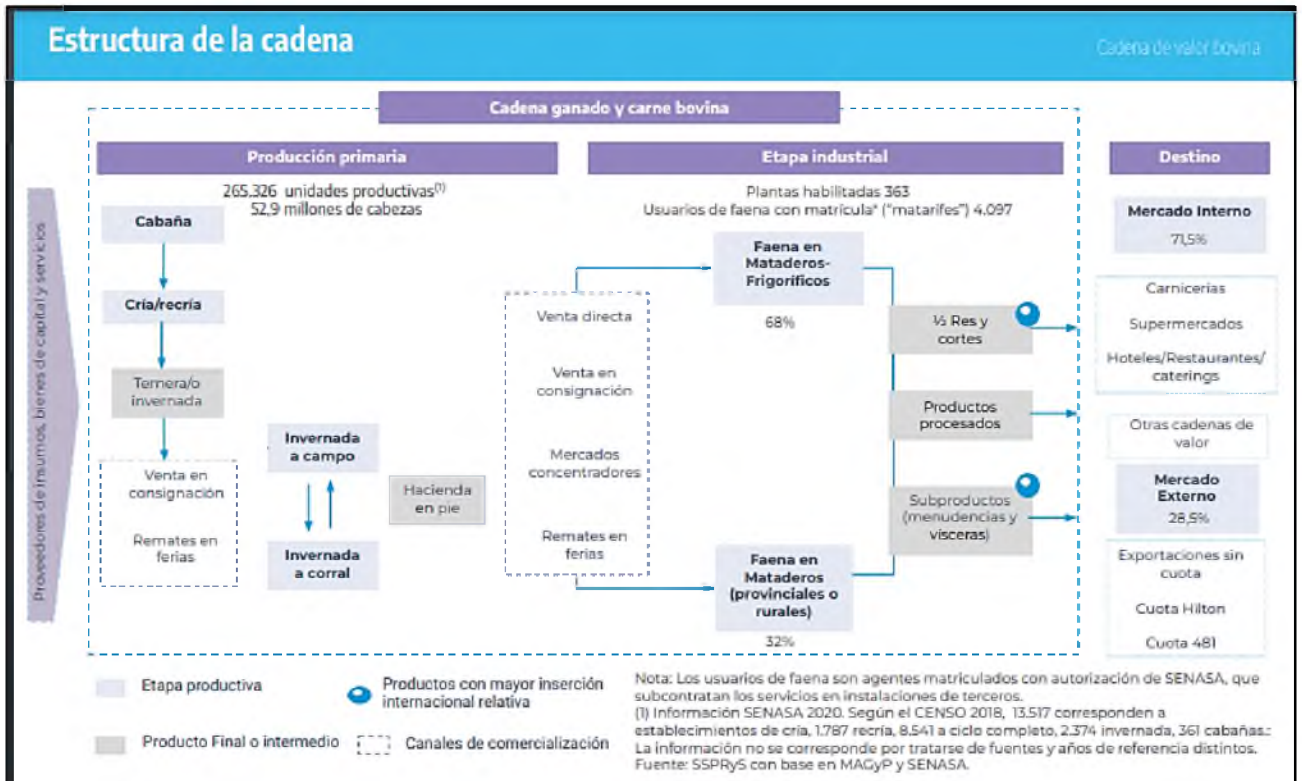 Estructura de la cadena
Cadena de valor bovina
Cadena ganado y carne bovina
Producción primaria
Etapa industrial
Destino
Proveedores de insumos, bienes de capital y servicios
265.326 unidades productivas(1)
52,9 millones de cabezas
Cabaña
Cría/recría
Ternera/o
invernada
Venta en
consignación
Remates en
ferias
Invernada
a campo
Invernada
a corral
Hacienda
en pie
Venta directa
Venta en
consignación
Mercados
concentradores
Remates en
ferias
Plantas habilitadas 363
Usuarios de faena con matrícula* ("matarifes") 4.097
Faena en
Mataderos-
Frigoríficos
68%
Faena en
Mataderos
(provinciales o
rurales)
32%
½ Res y
cortes
Productos
procesados
Subproductos
(menudencias y
vísceras)
Mercado Interno
71,5%
Carnicerías
Supermercados
Hoteles/Restaurantes/
caterings
Otras cadenas de
valor
Mercado
Externo
28,5%
Exportaciones sin
cuota
Cuota Hilton
Cuota 481
Etapa productiva
Producto Final o intermedio
Productos con mayor inserción
internacional relativa
Canales de comercialización
Nota: Los usuarios de faena son agentes matriculados con autorización de SENASA, que
subcontratan los servicios en instalaciones de terceros.
(1) Información SENASA 2020. Según el CENSO 2018, 13.517 corresponden a
establecimientos de cría, 1.787 recría, 8.541 a ciclo completo, 2.374 invernada, 361 cabañas.:
La información no se corresponde por tratarse de fuentes y años de referencia distintos.
Fuente: SSPRyS con base en MAGyP y SENASA.